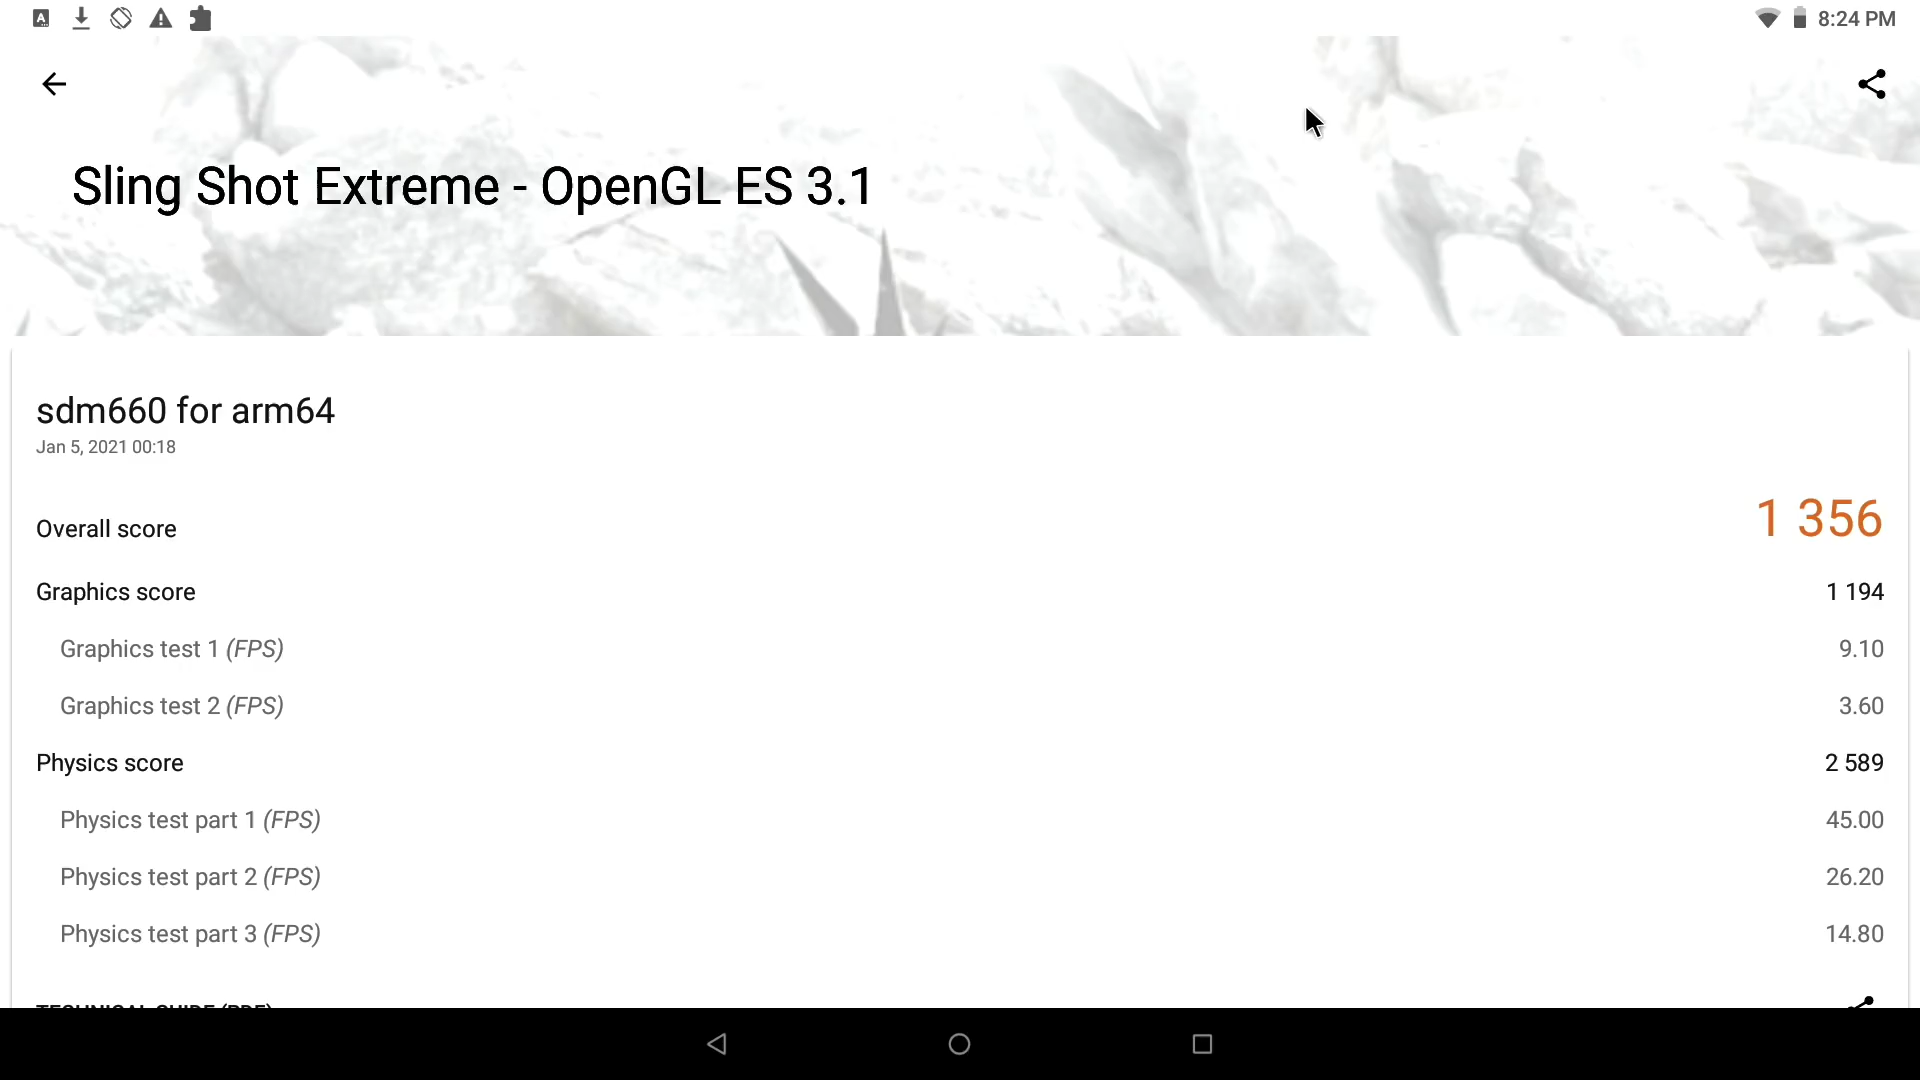 8:24 PM
Sling Shot Extreme - OpenGL ES 3.1
sdm660 for arm64
Jan 5, 2021 00:18
Overall score 1 356
Graphics score 1 194
Graphics test 1 (FPS) 9.10
Graphics test 2 (FPS) 3.60
Physics score 2 589
Physics test part 1 (FPS) 45.00
Physics test part 2 (FPS) 26.20
Physics test part 3 (FPS) 14.80
TECHNICAL GUIDE (PDF)